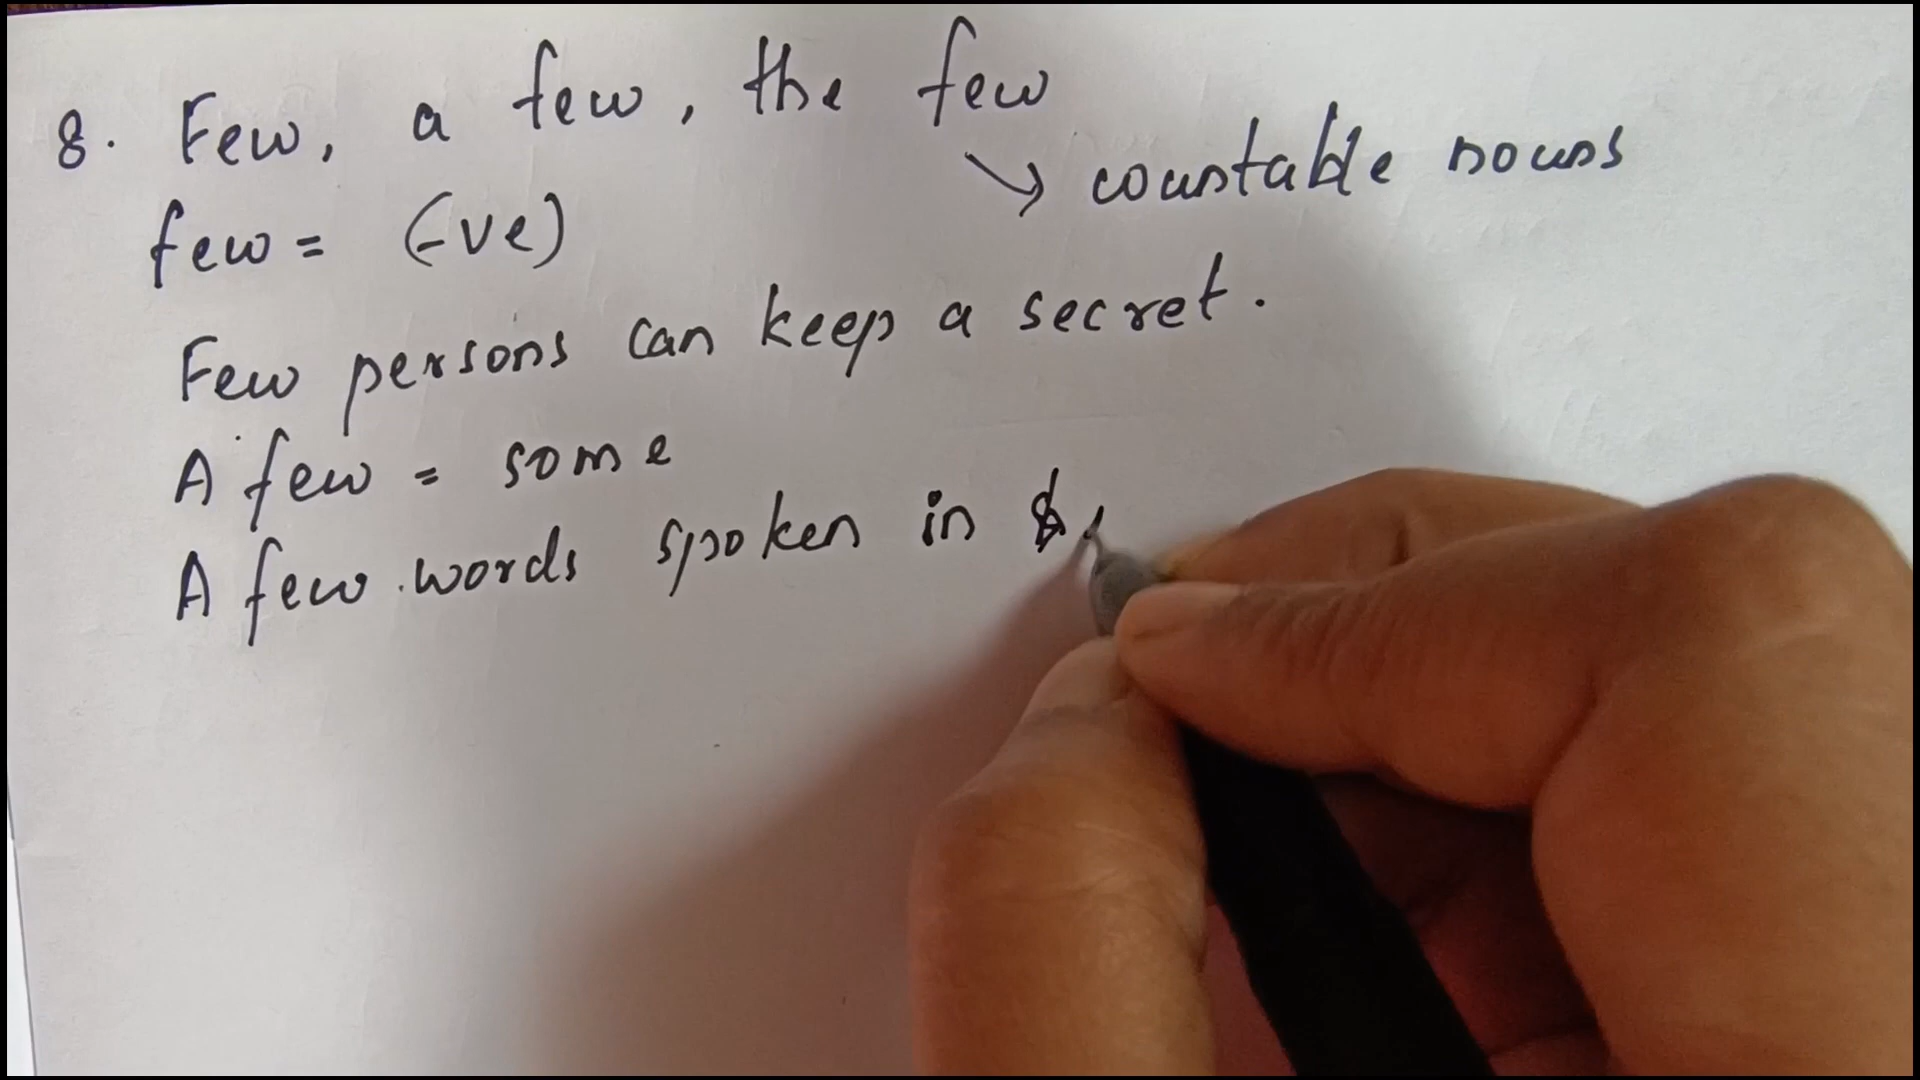 8. Few, a few, the few
↘ countable nouns
few = (-ve)
Few persons can keep a secret.
A few = some
A few words spoken in